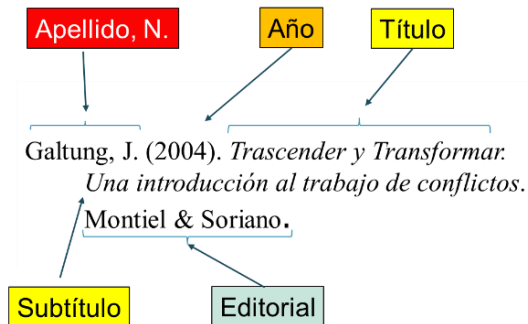 Apellido, N. Año Título
Galtung, J. (2004). Trascender y Transformar.
Una introducción al trabajo de conflictos.
Montiel & Soriano.
Subtítulo Editorial